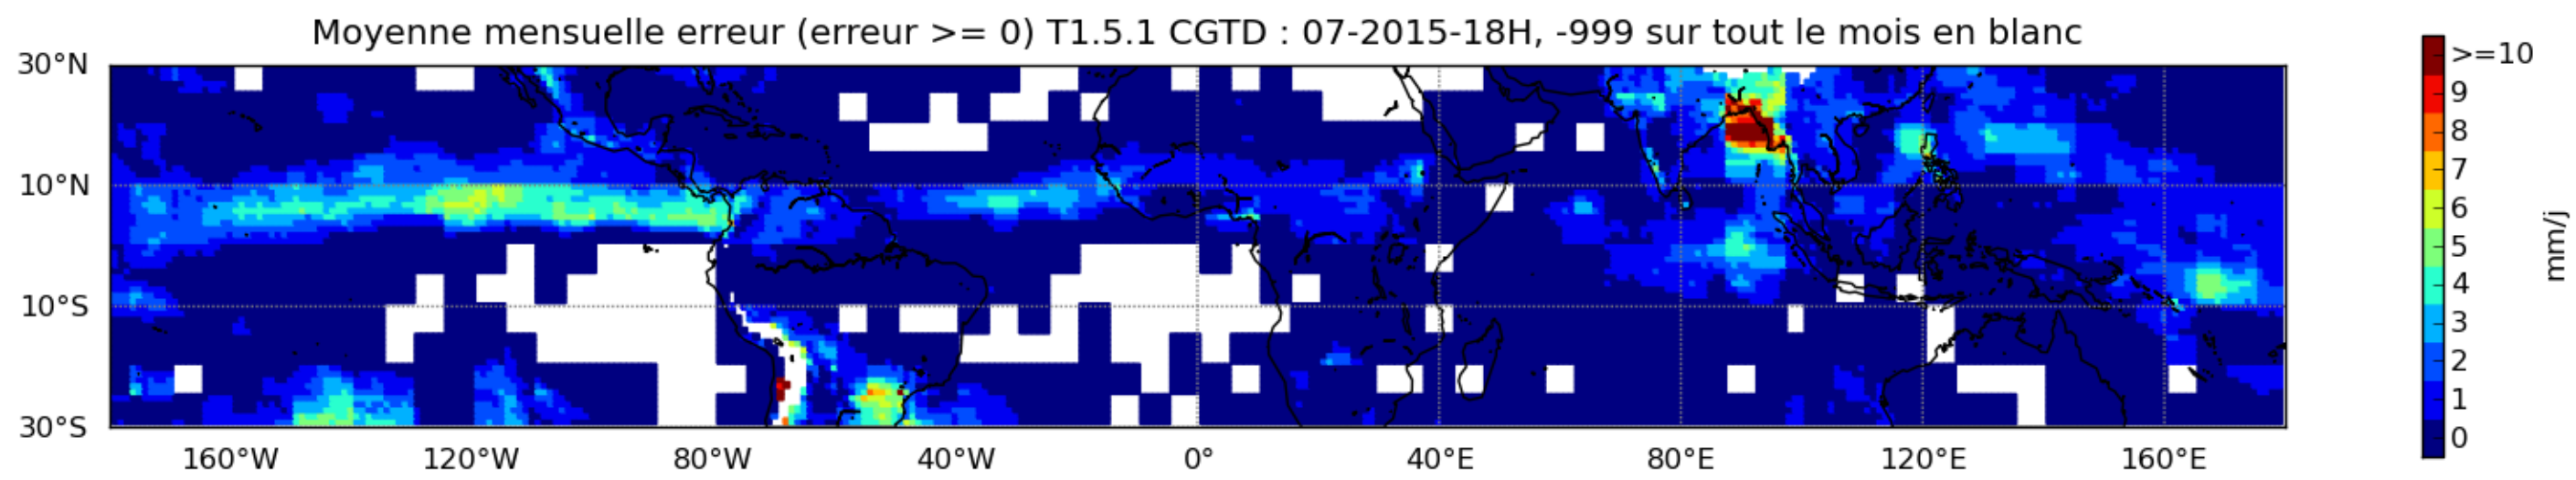 Moyenne mensuelle erreur (erreur >= 0) T1.5.1 CGTD : 07-2015-18H, -999 sur tout le mois en blanc
30°N
10°N
10°S
30°S
160°W 120°W 80°W 40°W 0° 40°E 80°E 120°E 160°E
>=10
9
8
7
6
5
4
3
2
1
0
mm/j